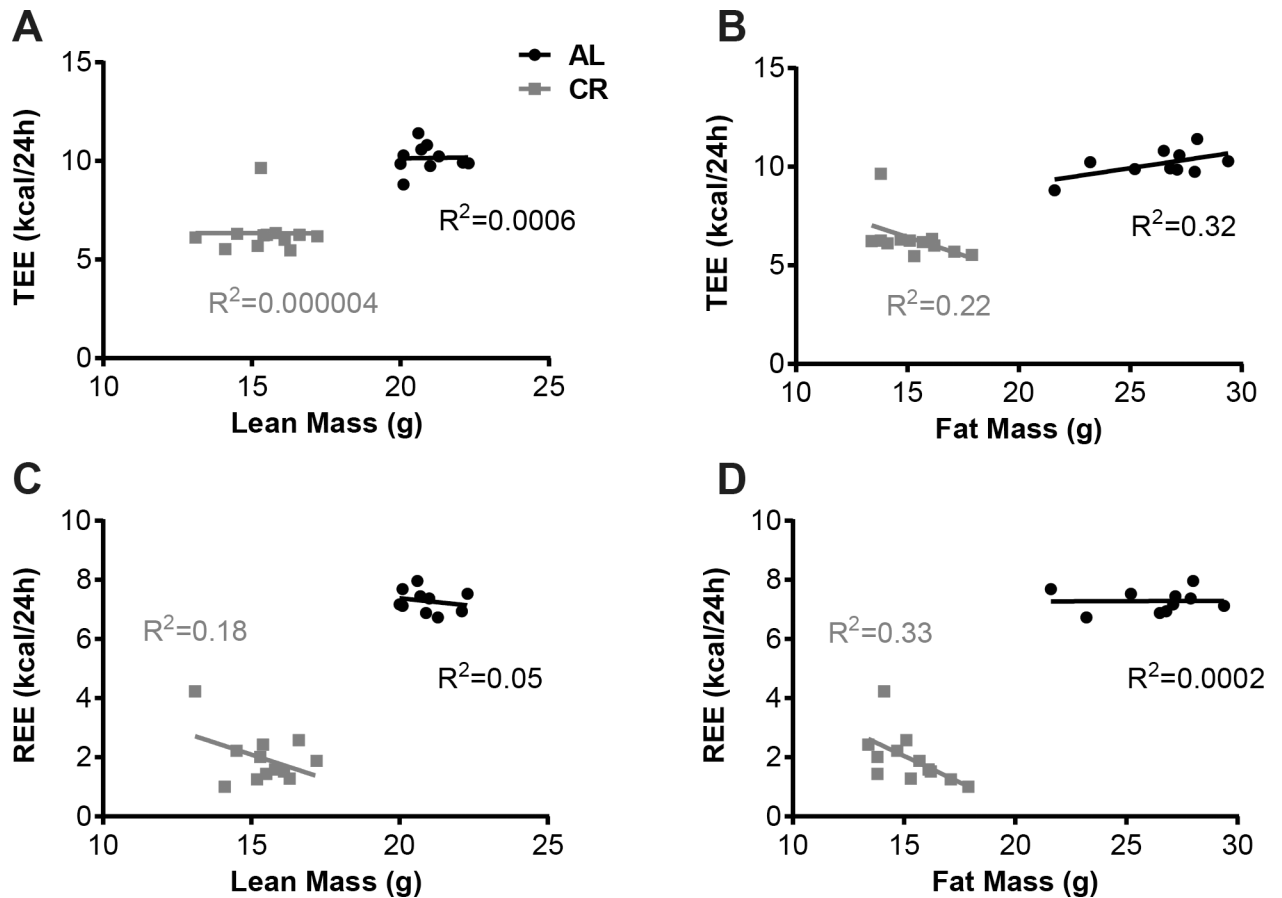 A
TEE (kcal/24h)
15
10
5
0
10
15
20
25
Lean Mass (g)
AL
CR
R²=0.0006
R²=0.000004
B
TEE (kcal/24h)
15
10
5
0
10
15
20
25
30
Fat Mass (g)
R²=0.32
R²=0.22
C
REE (kcal/24h)
10
8
6
4
2
0
10
15
20
25
Lean Mass (g)
R²=0.18
R²=0.05
D
REE (kcal/24h)
10
8
6
4
2
0
10
15
20
25
30
Fat Mass (g)
R²=0.33
R²=0.0002